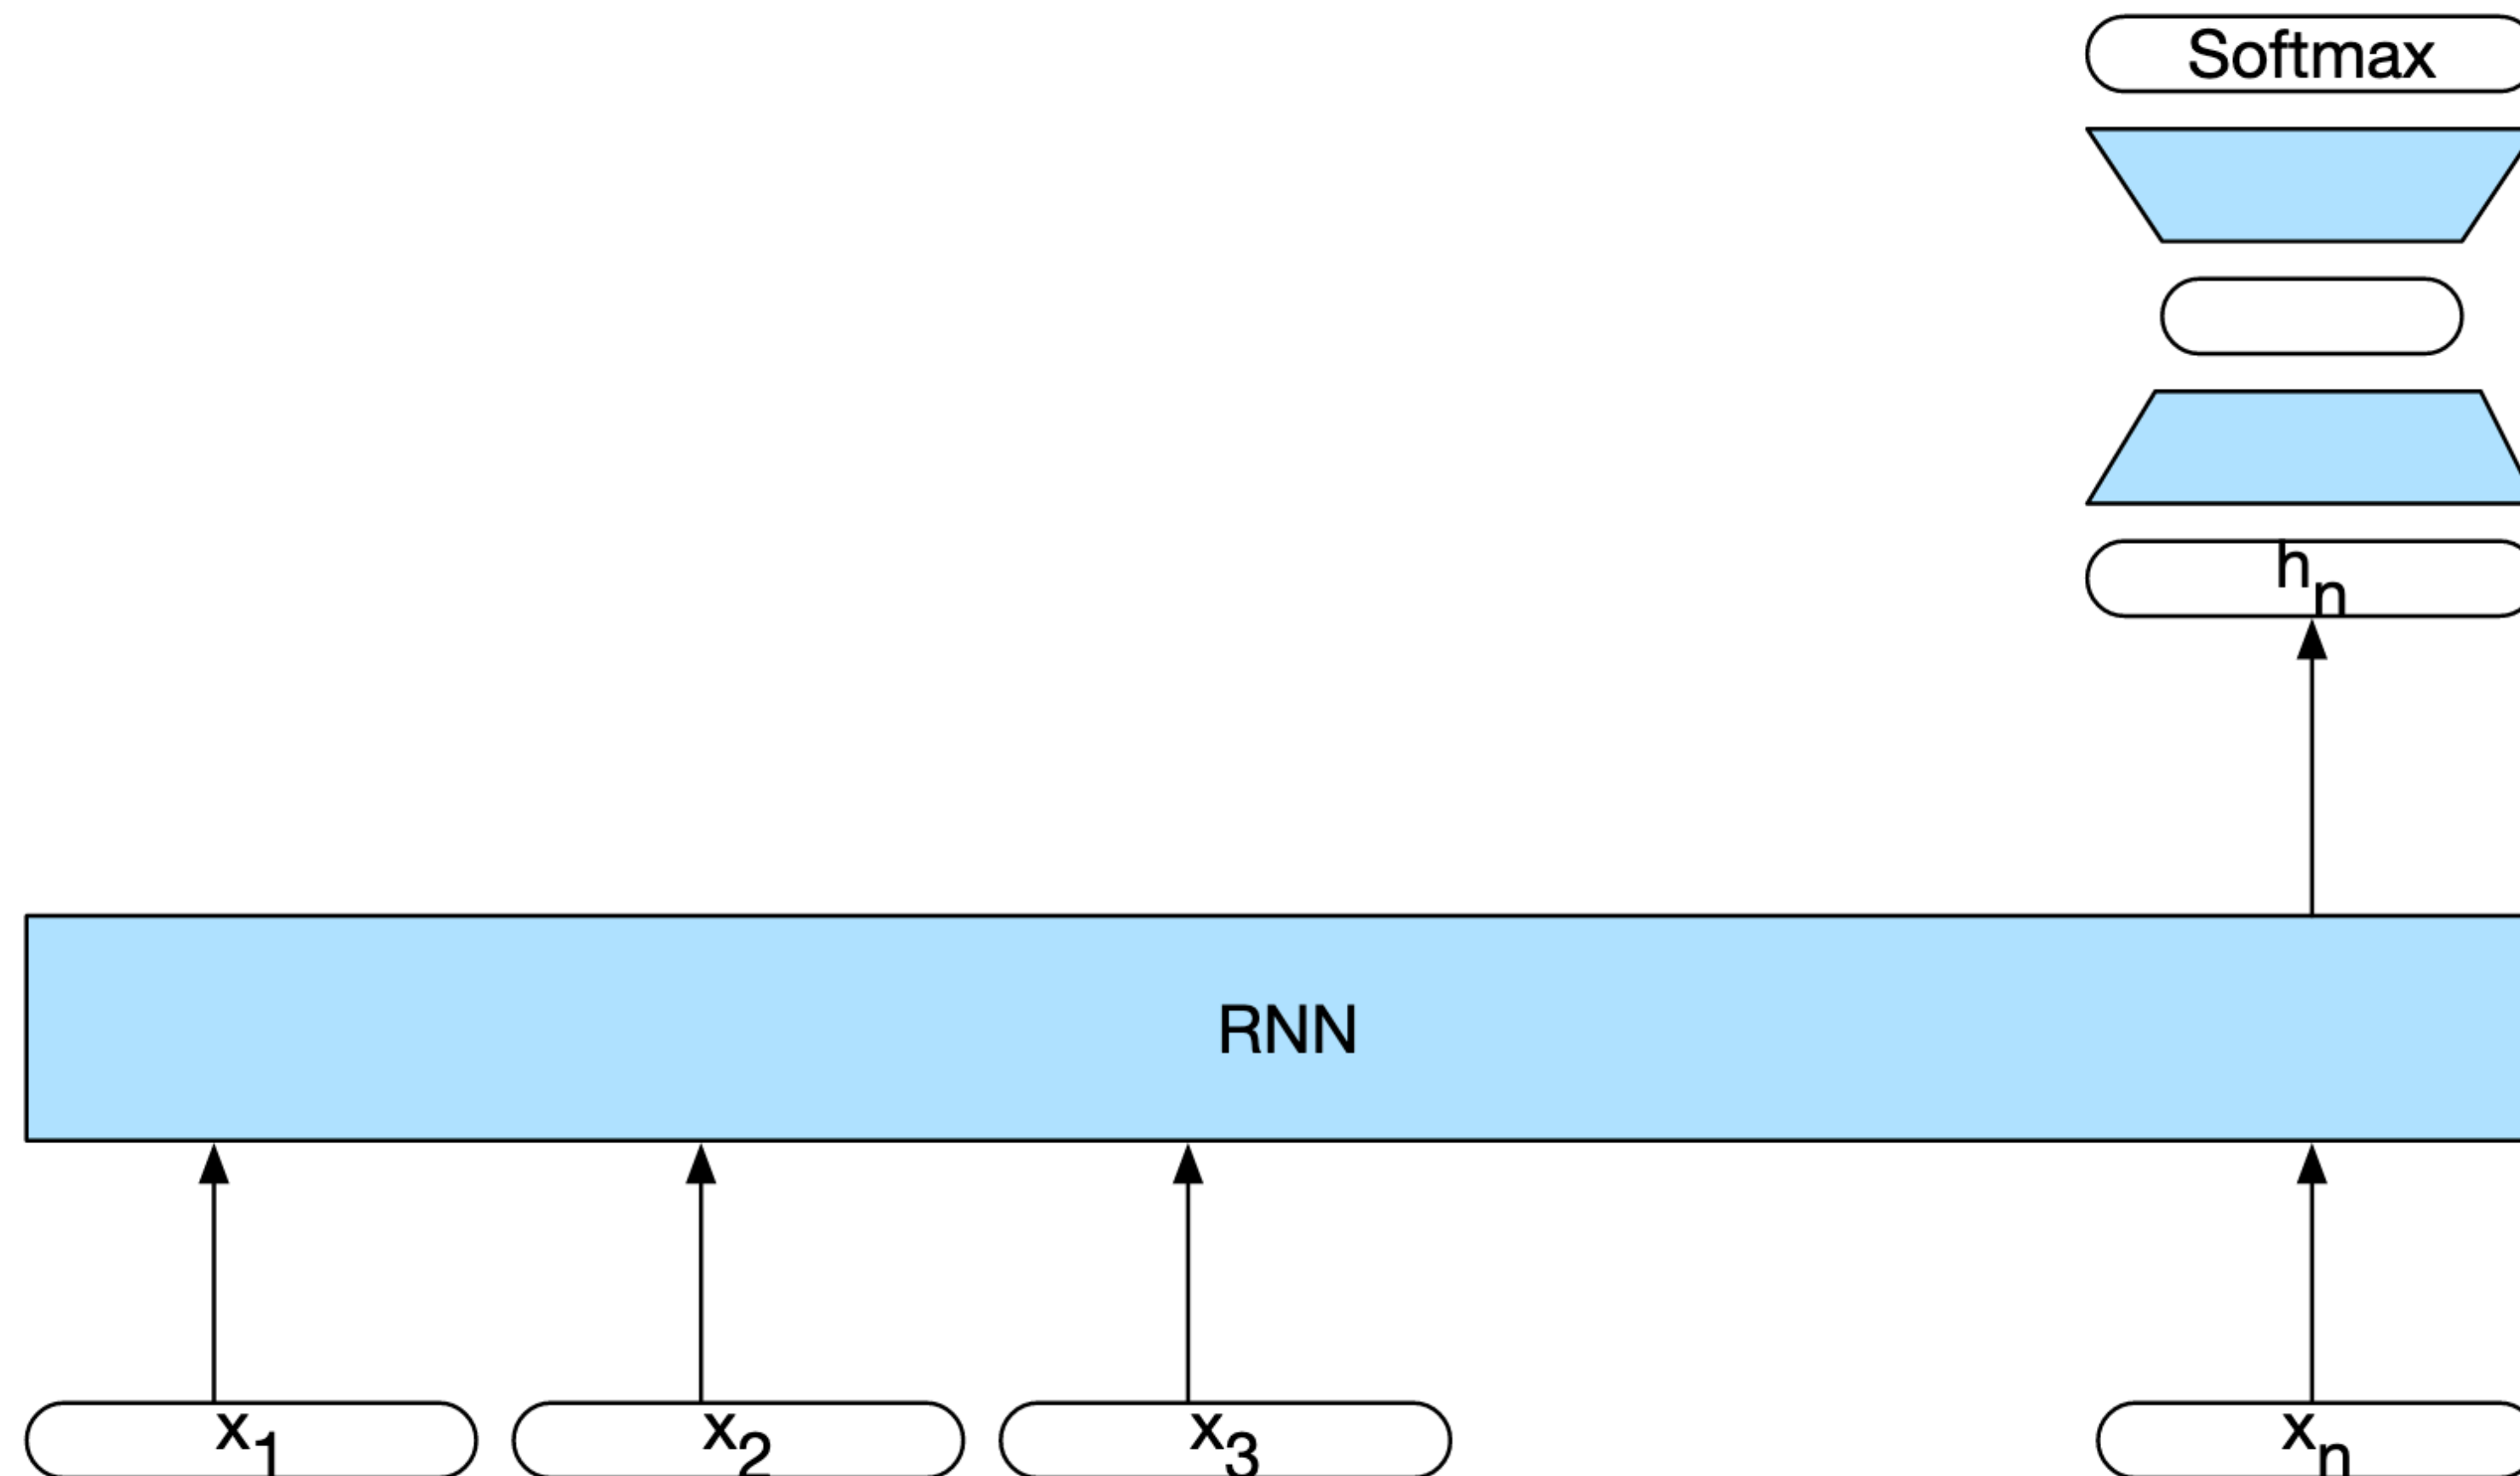 Softmax
hₙ
RNN
x₁ x₂ x₃ xₙ